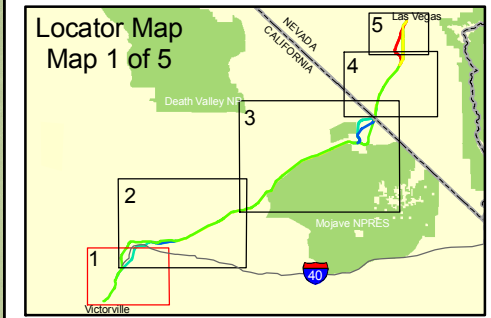 Locator Map
Map 1 of 5
5
Las Vegas
NEVADA
CALIFORNIA
4
Death Valley NP
3
2
Mojave NPRES
1
40
Victorville